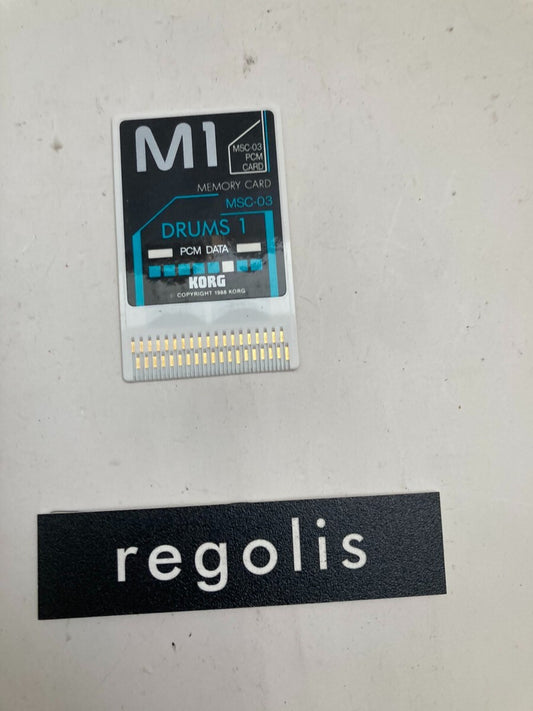 M1
MSC-03
PCM
CARD
MEMORY CARD
MSC-03
DRUMS 1
PCM DATA
KORG
COPYRIGHT 1988 KORG
regolis